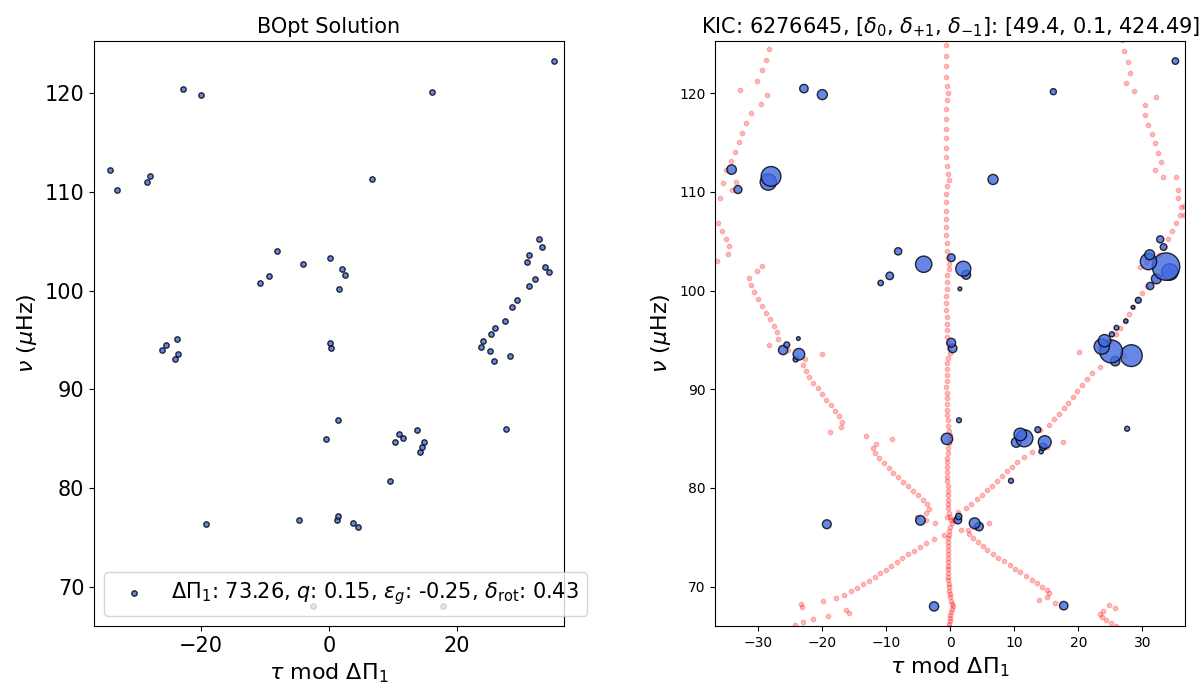 BOpt Solution
120
110
100
90
80
70
ν (μHz)
ΔΠ₁: 73.26, q: 0.15, ε_g: -0.25, δ_rot: 0.43
−20 0 20
τ mod ΔΠ₁
KIC: 6276645, [δ₀, δ₊₁, δ₋₁]: [49.4, 0.1, 424.49]
120
110
100
90
80
70
ν (μHz)
−30 −20 −10 0 10 20 30
τ mod ΔΠ₁